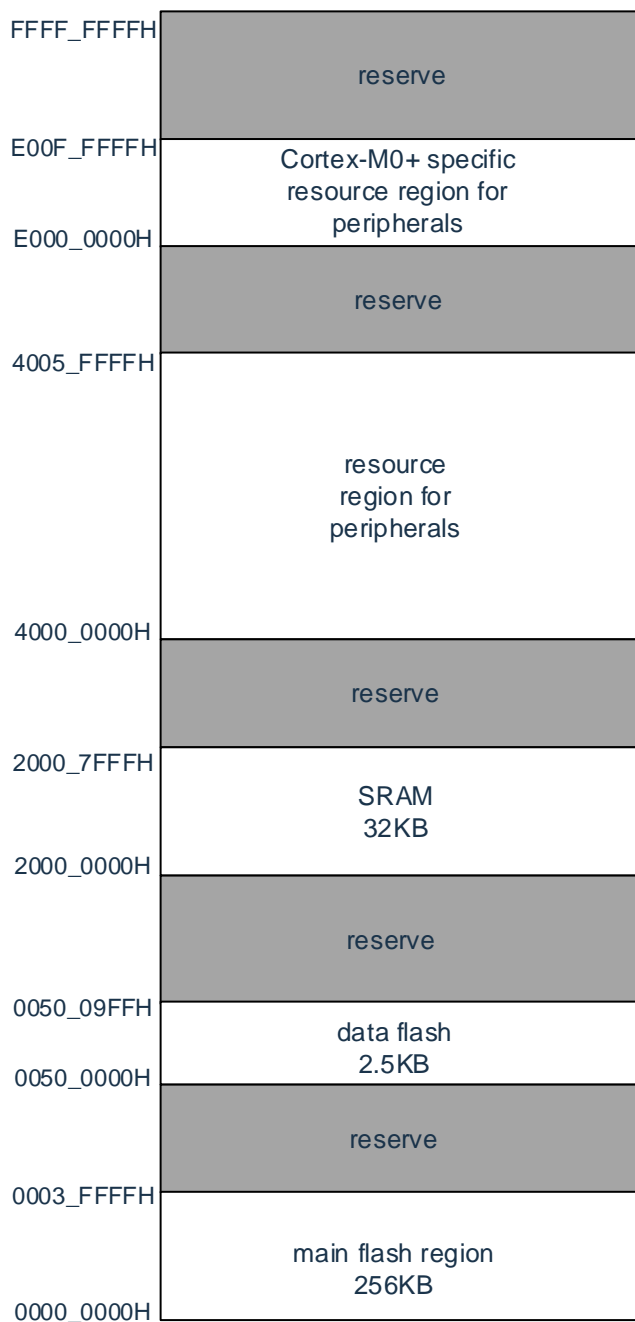 FFFF_FFFFH
reserve
E00F_FFFFH
Cortex-M0+ specific
resource region for
peripherals
E000_0000H
reserve
4005_FFFFH
resource
region for
peripherals
4000_0000H
reserve
2000_7FFFH
SRAM
32KB
2000_0000H
reserve
0050_09FFH
data flash
2.5KB
0050_0000H
reserve
0003_FFFFH
main flash region
256KB
0000_0000H